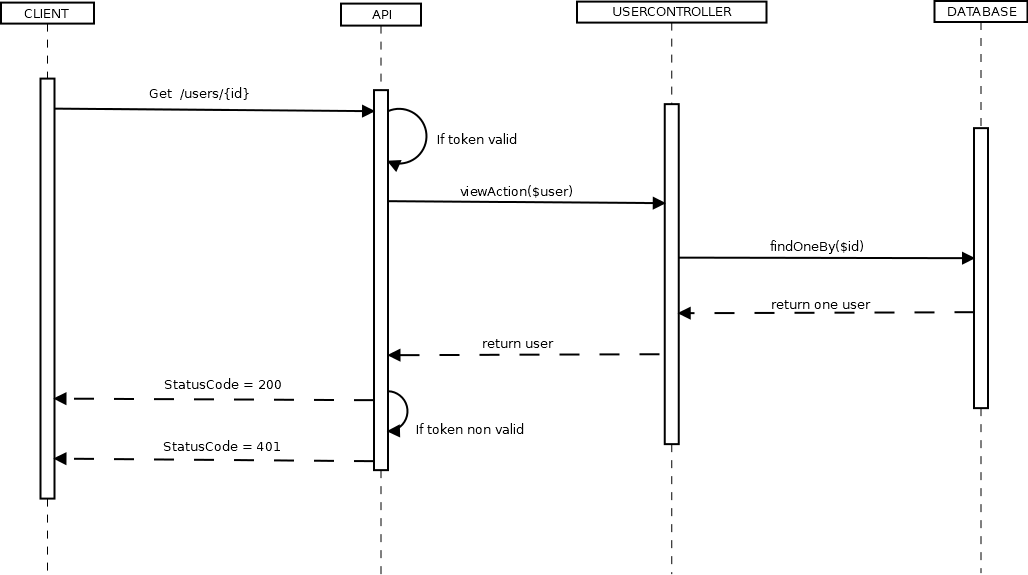 CLIENT
API
USERCONTROLLER
DATABASE
Get /users/{id}
If token valid
viewAction($user)
findOneBy($id)
return one user
return user
StatusCode = 200
If token non valid
StatusCode = 401